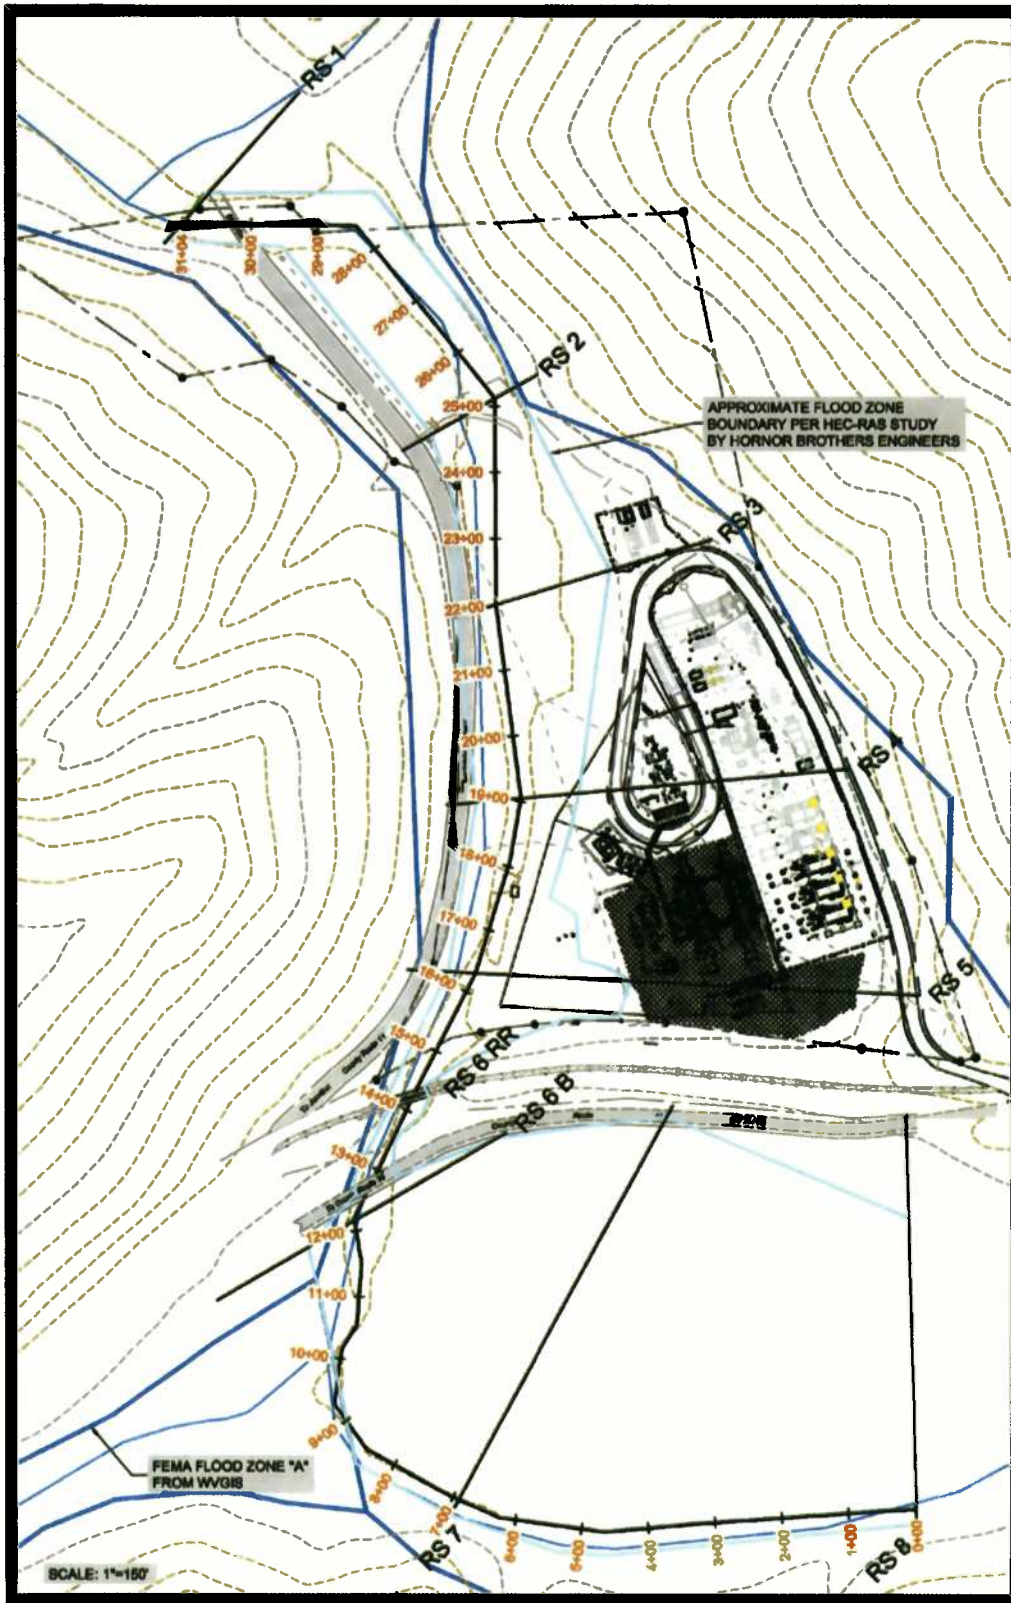 RS 1
31+04
30+00
29+00
28+00
27+00
26+00
RS 2
25+00
APPROXIMATE FLOOD ZONE
BOUNDARY PER HEC-RAS STUDY
BY HORNOR BROTHERS ENGINEERS
24+00
23+00
RS 3
22+00
21+00
20+00
RS 4
19+00
18+00
17+00
16+00
RS 5
15+00
County Route
RS 6 RR
14+00
RS 6 B
13+00
12+00
11+00
10+00
9+00
FEMA FLOOD ZONE "A"
FROM WVGIS
8+00
7+00
RS 7
6+00
5+00
4+00
3+00
2+00
1+00
0+00
RS 8
SCALE: 1"=150'